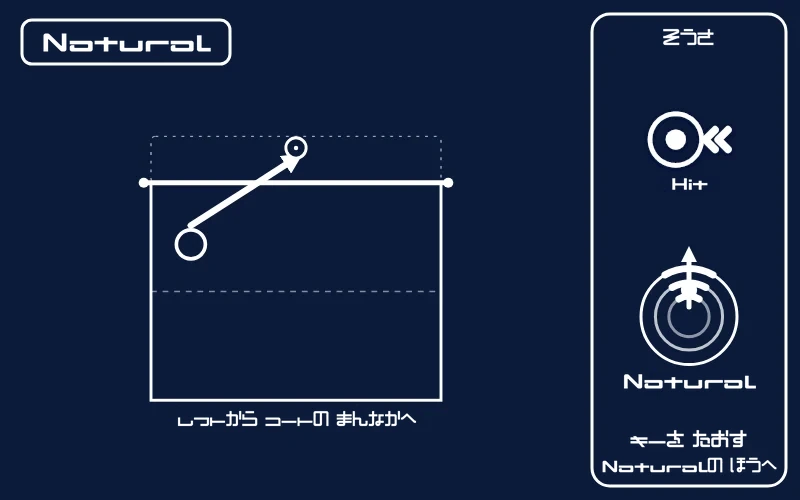 Natural
レフトから コートの まんなかへ
そうさ
Hit
Natural
キーを たおす
Naturalの ほうへ